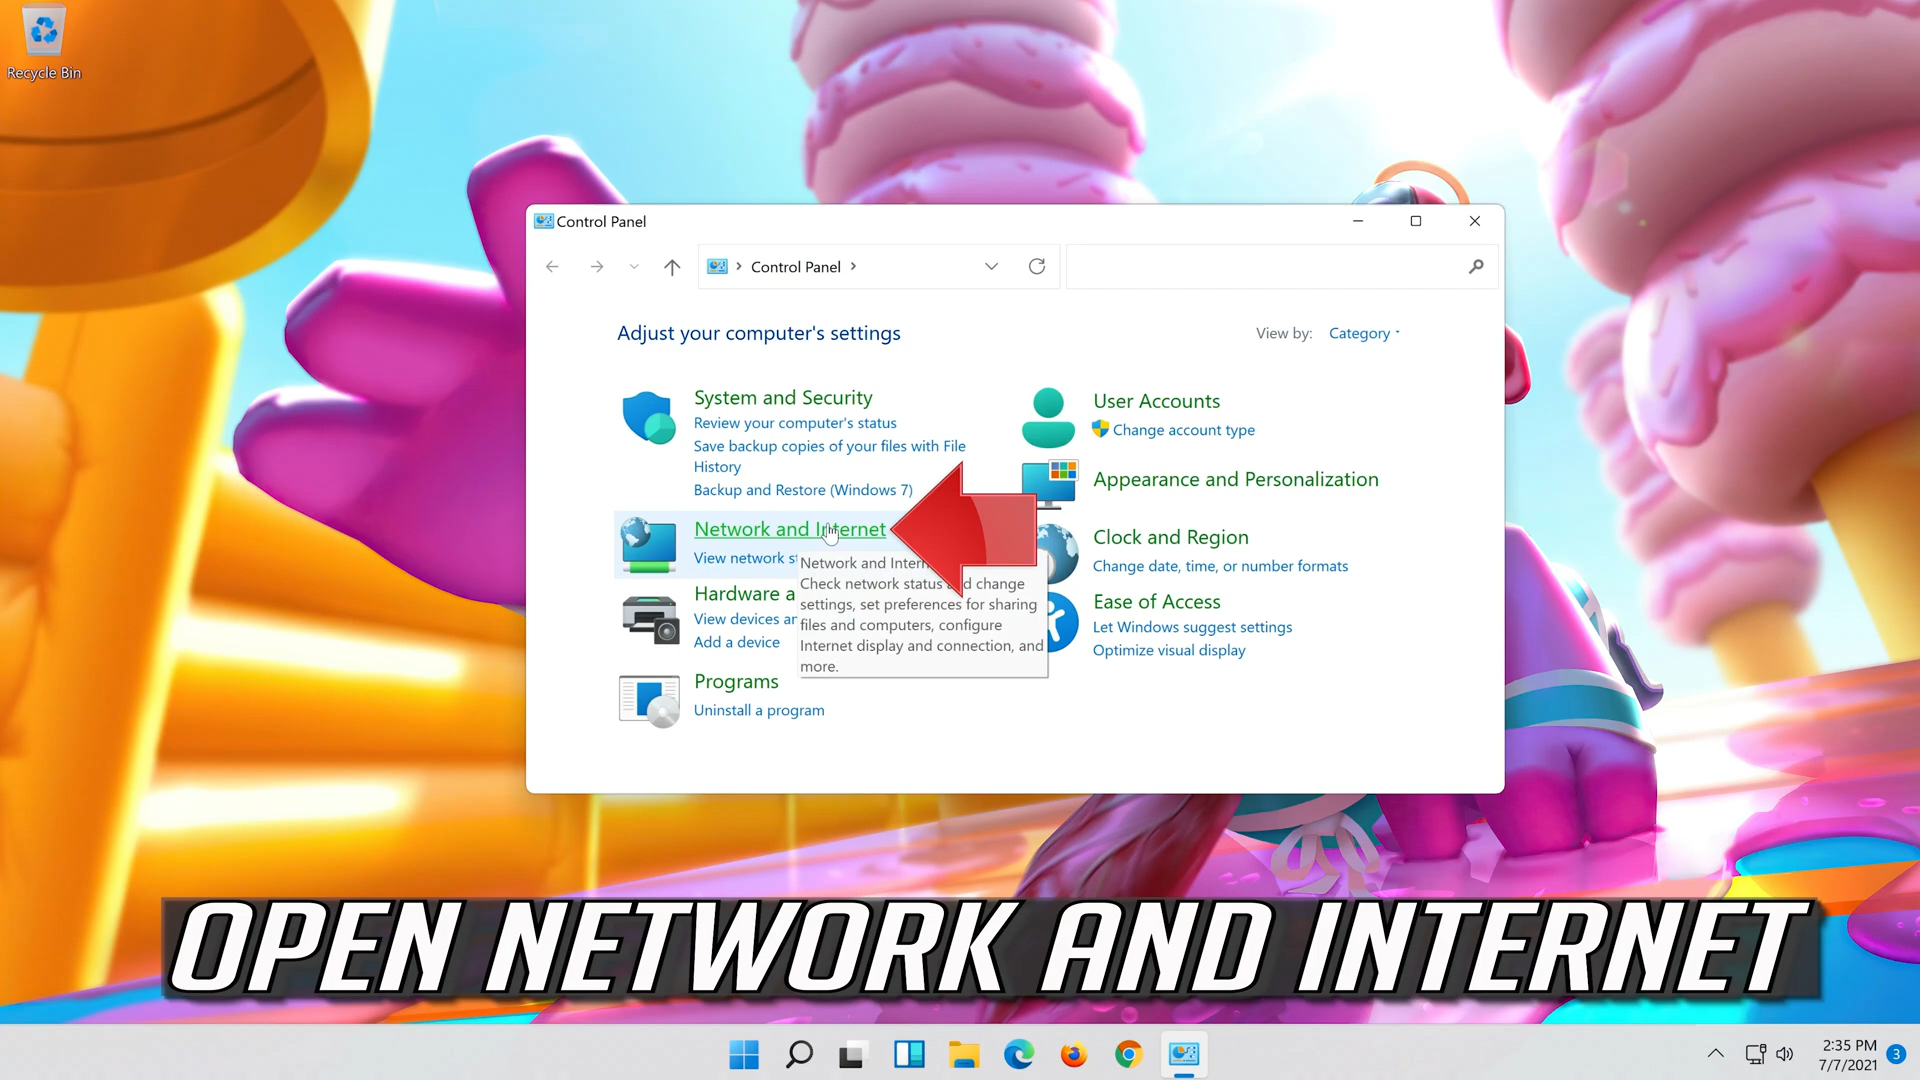 Recycle Bin
Control Panel
Control Panel
Adjust your computer's settings
View by: Category
System and Security
Review your computer's status
Save backup copies of your files with File
History
Backup and Restore (Windows 7)
Network and Internet
View network
Network and
Check network status and change
settings, set preferences for sharing
files and computers, configure
Internet display and connection, and
more.
Hardware
View devices
Add a device
Programs
Uninstall a program
User Accounts
Change account type
Appearance and Personalization
Clock and Region
Change date, time, or number formats
Ease of Access
Let Windows suggest settings
Optimize visual display
OPEN NETWORK AND INTERNET
2:35 PM
7/7/2021
3